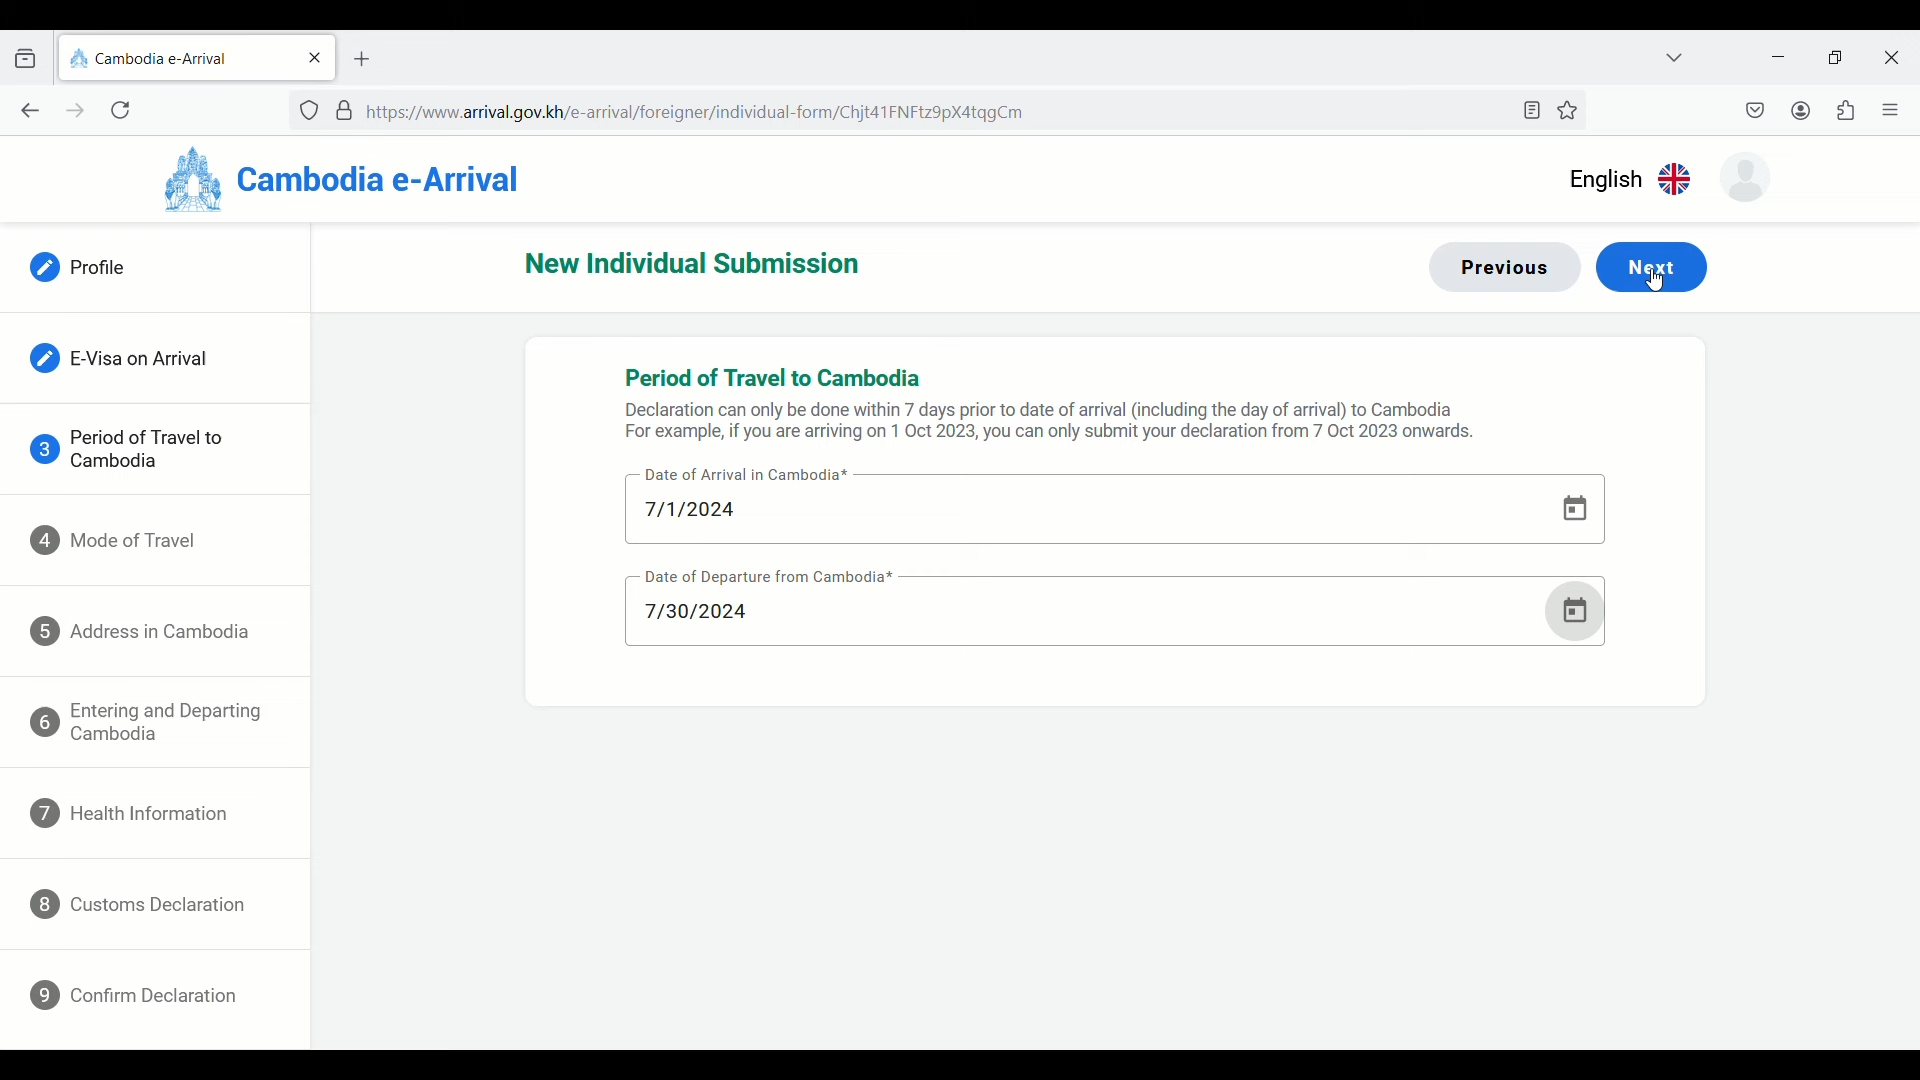 Cambodia e-Arrival
https://www.arrival.gov.kh/e-arrival/foreigner/individual-form/Chjt41FNFtz9pX4tqgCm
Cambodia e-Arrival
English
Profile
E-Visa on Arrival
3 Period of Travel to
Cambodia
4 Mode of Travel
5 Address in Cambodia
6 Entering and Departing
Cambodia
7 Health Information
8 Customs Declaration
9 Confirm Declaration
New Individual Submission
Previous
Next
Period of Travel to Cambodia
Declaration can only be done within 7 days prior to date of arrival (including the day of arrival) to Cambodia
For example, if you are arriving on 1 Oct 2023, you can only submit your declaration from 7 Oct 2023 onwards.
Date of Arrival in Cambodia*
7/1/2024
Date of Departure from Cambodia*
7/30/2024